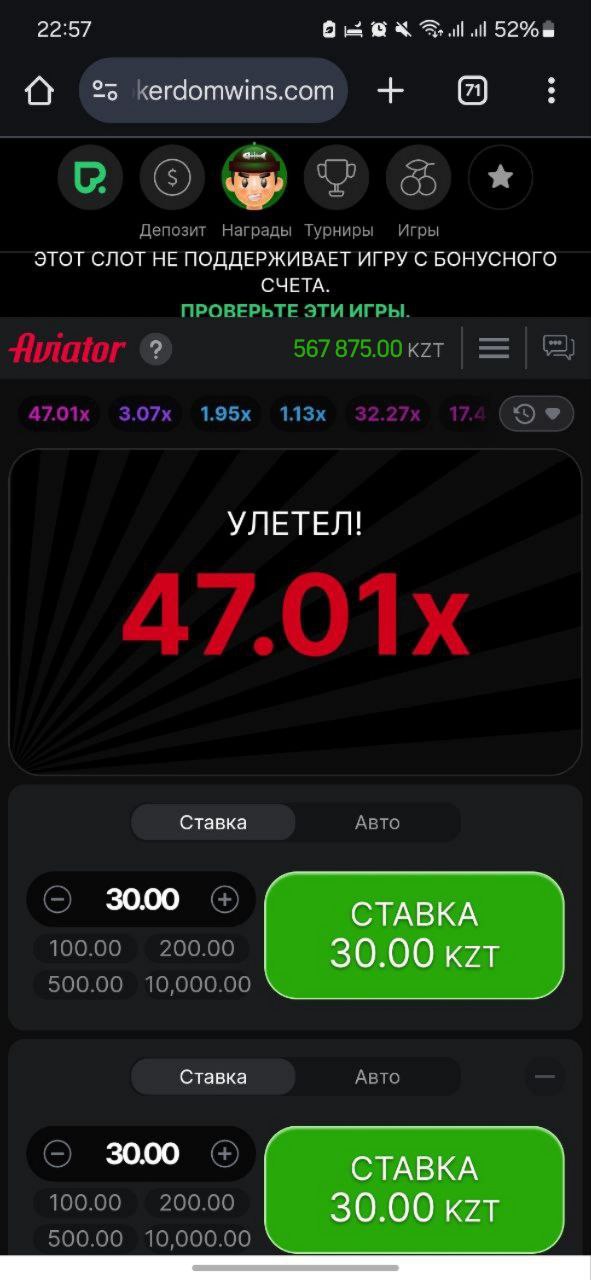 22:57
52%
kerdomwins.com
71
Депозит Награды Турниры Игры
ЭТОТ СЛОТ НЕ ПОДДЕРЖИВАЕТ ИГРУ С БОНУСНОГО
СЧЕТА.
ПРОВЕРЬТЕ ЭТИ ИГРЫ.
Aviator ? 567 875.00 KZT
47.01x 3.07x 1.95x 1.13x 32.27x 17.4
УЛЕТЕЛ!
47.01x
Ставка Авто
30.00
СТАВКА
30.00 KZT
100.00 200.00
500.00 10,000.00
Ставка Авто
30.00
СТАВКА
30.00 KZT
100.00 200.00
500.00 10,000.00